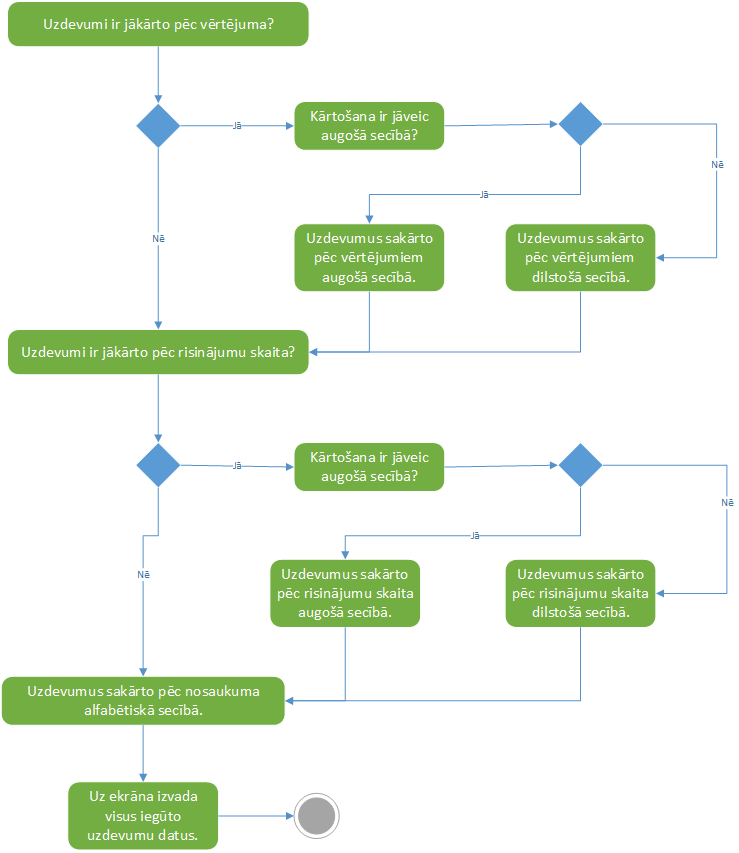 Uzdevumi ir jākārto pēc vērtējuma?
Jā
Kārtošana ir jāveic
augošā secībā?
Nē
Jā
Nē
Uzdevumus sakārto
pēc vērtējumiem
augošā secībā.
Uzdevumus sakārto
pēc vērtējumiem
dilstošā secībā.
Uzdevumi ir jākārto pēc risinājumu skaita?
Jā
Kārtošana ir jāveic
augošā secībā?
Nē
Jā
Nē
Uzdevumus sakārto
pēc risinājumu skaita
augošā secībā.
Uzdevumus sakārto
pēc risinājumu skaita
dilstošā secībā.
Uzdevumus sakārto pēc nosaukuma
alfabētiskā secībā.
Uz ekrāna izvada
visus iegūto
uzdevumu datus.